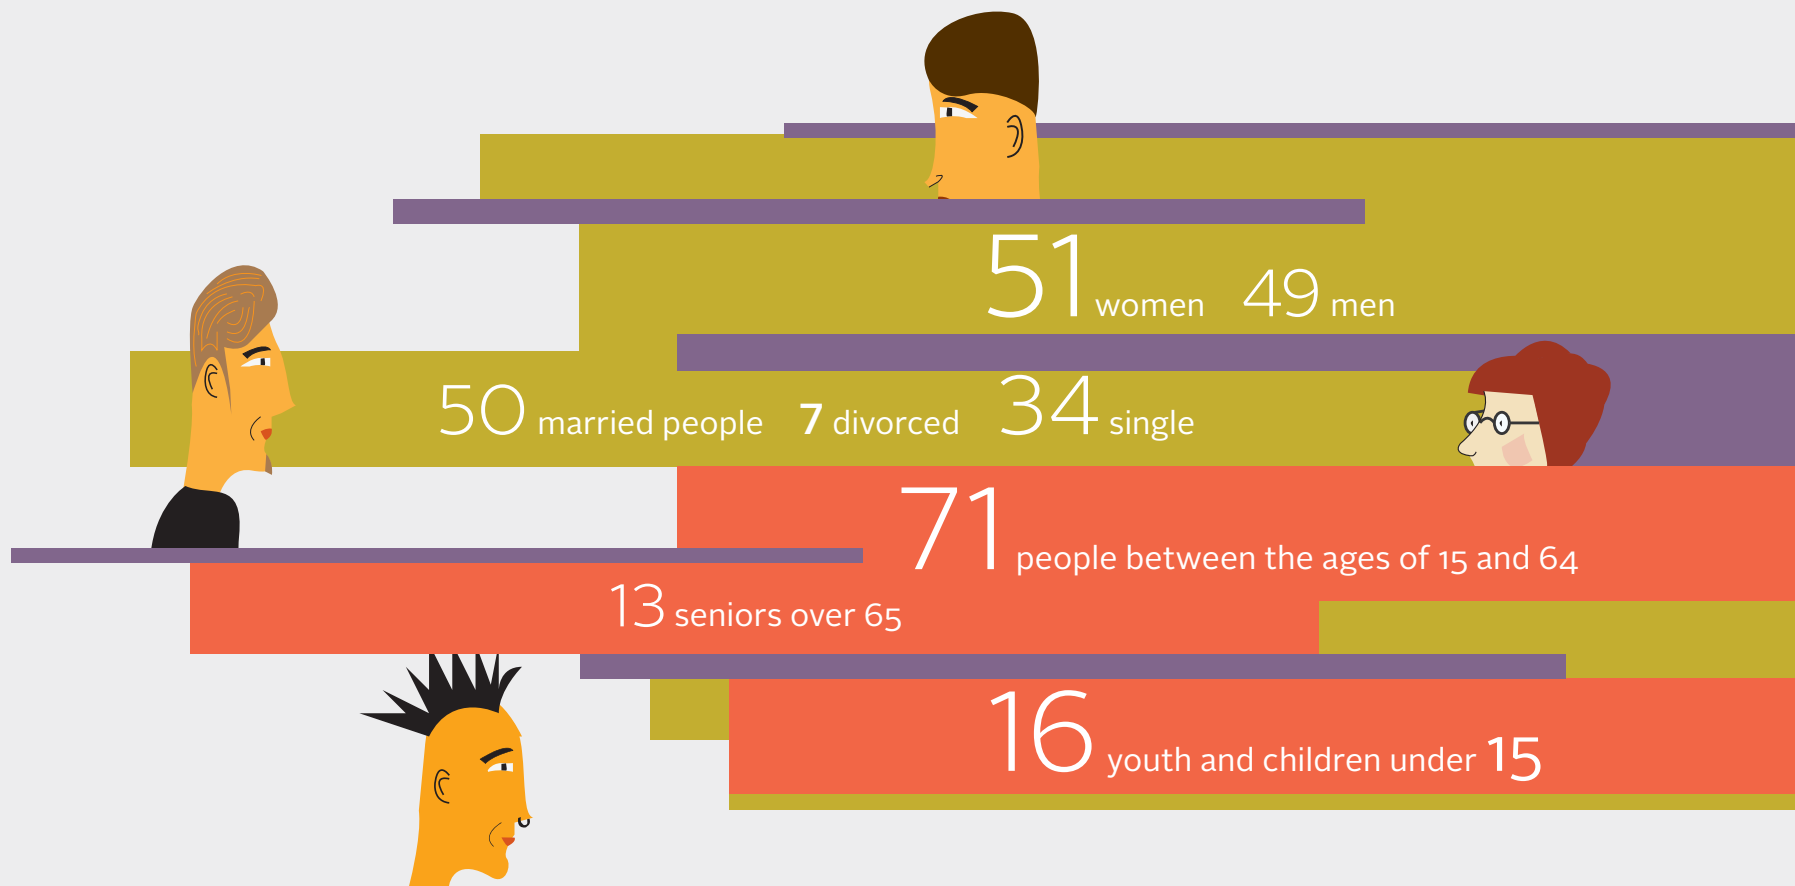 51 women 49 men
50 married people 7 divorced 34 single
71 people between the ages of 15 and 64
13 seniors over 65
16 youth and children under 15